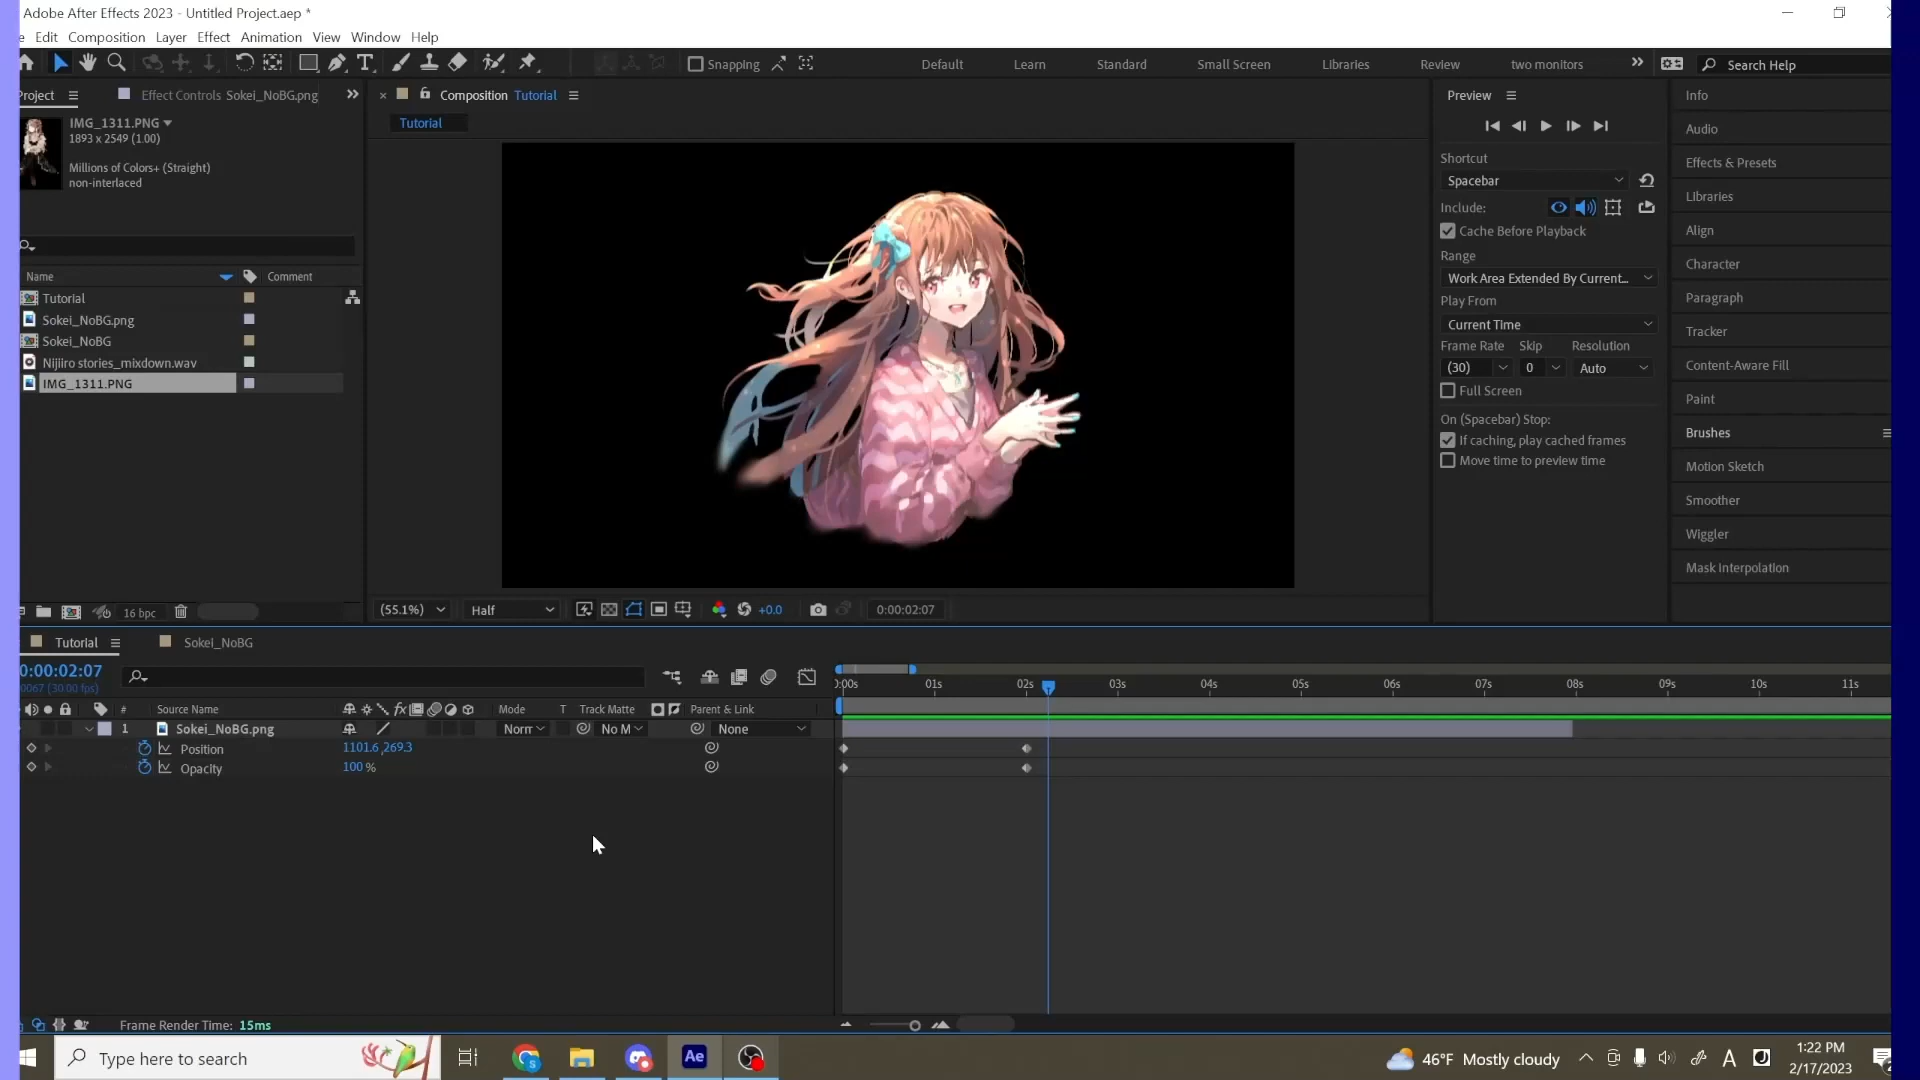 Adobe After Effects 2023 - Untitled Project.aep *
e Edit Composition Layer Effect Animation View Window Help
Snapping
Default Learn Standard Small Screen Libraries Review two monitors
Search Help
Project
Effect Controls Sokei_NoBG.png
IMG_1311.PNG
1893 x 2549 (1.00)
Millions of Colors+ (Straight)
non-interlaced
Name Comment
Tutorial
Sokei_NoBG.png
Sokei_NoBG
Nijiiro stories_mixdown.wav
IMG_1311.PNG
16 bpc
Composition Tutorial
Tutorial
(55.1%) Half +0.0 0:00:02:07
Preview
Shortcut
Spacebar
Include:
Cache Before Playback
Range
Work Area Extended By Current...
Play From
Current Time
Frame Rate Skip Resolution
(30) 0 Auto
Full Screen
On (Spacebar) Stop:
If caching, play cached frames
Move time to preview time
Info
Audio
Effects & Presets
Libraries
Align
Character
Paragraph
Tracker
Content-Aware Fill
Paint
Brushes
Motion Sketch
Smoother
Wiggler
Mask Interpolation
Tutorial Sokei_NoBG
0:00:02:07
0067 (30.00 fps)
# Source Name Mode T Track Matte Parent & Link
1 Sokei_NoBG.png Norr No M None
Position 1101.6,269.3
Opacity 100 %
:00s 01s 02s 03s 04s 05s 06s 07s 08s 09s 10s 11s
Frame Render Time: 15ms
Type here to search
Ae
46°F Mostly cloudy
A
1:22 PM
2/17/2023